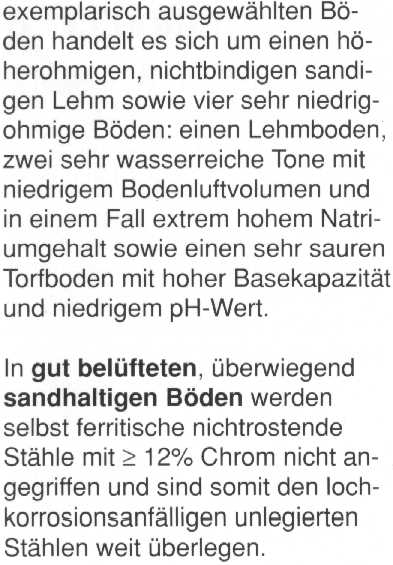 exemplarisch ausgewählten Bö-
den handelt es sich um einen hö-
herohmigen, nichtbindigen sandi-
gen Lehm sowie vier sehr niedrig-
ohmige Böden: einen Lehmboden,
zwei sehr wasserreiche Tone mit
niedrigem Bodenluftvolumen und
in einem Fall extrem hohem Natri-
umgehalt sowie einen sehr sauren
Torfboden mit hoher Basekapazität
und niedrigem pH-Wert.

In gut belüfteten, überwiegend
sandhaltigen Böden werden
selbst ferritische nichtrostende
Stähle mit ≥ 12% Chrom nicht an-
gegriffen und sind somit den loch-
korrosionsanfälligen unlegierten
Stählen weit überlegen.